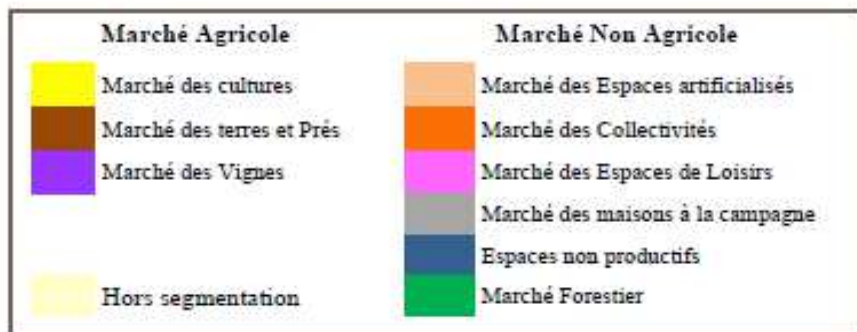 Marché Agricole
Marché des cultures
Marché des terres et Prés
Marché des Vignes
Hors segmentation
Marché Non Agricole
Marché des Espaces artificialisés
Marché des Collectivités
Marché des Espaces de Loisirs
Marché des maisons à la campagne
Espaces non productifs
Marché Forestier